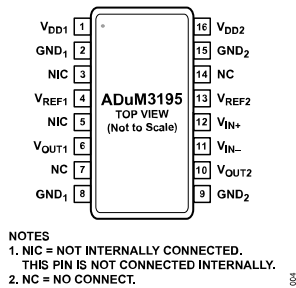 VDD1 1 16 VDD2
GND1 2 15 GND2
NIC 3 14 NC
VREF1 4 ADuM3195 13 VREF2
TOP VIEW
NIC 5 (Not to Scale) 12 VIN+
VOUT1 6 11 VIN–
NC 7 10 VOUT2
GND1 8 9 GND2
NOTES
1. NIC = NOT INTERNALLY CONNECTED.
THIS PIN IS NOT CONNECTED INTERNALLY.
2. NC = NO CONNECT.
004